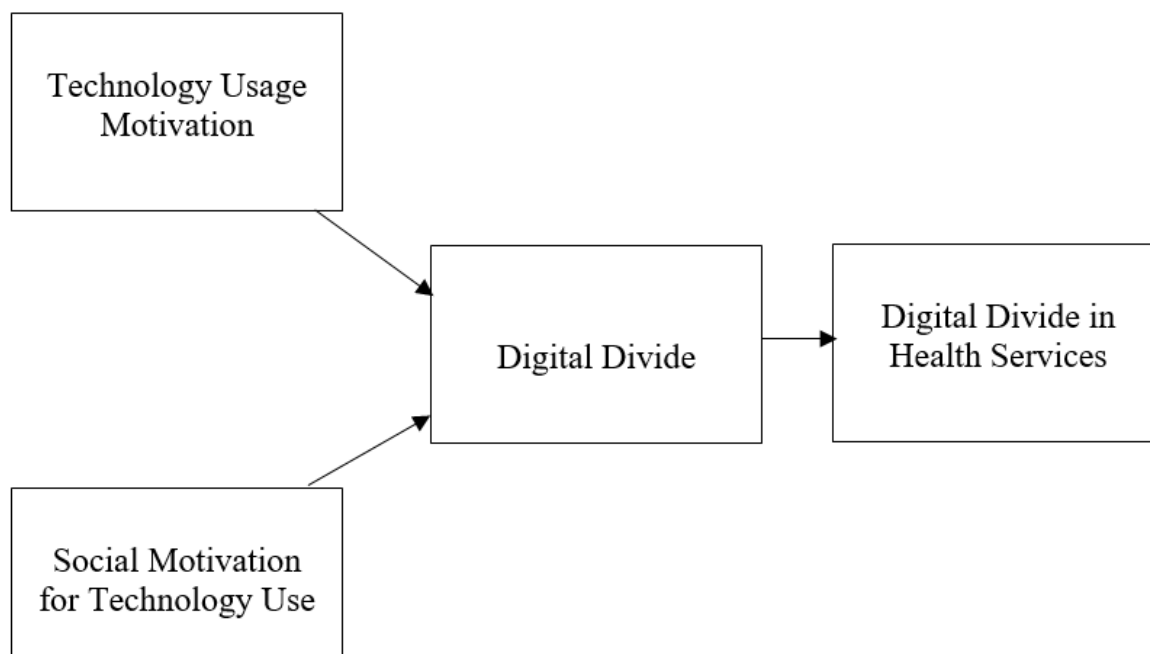 Technology Usage
Motivation
Digital Divide
Digital Divide in
Health Services
Social Motivation
for Technology Use